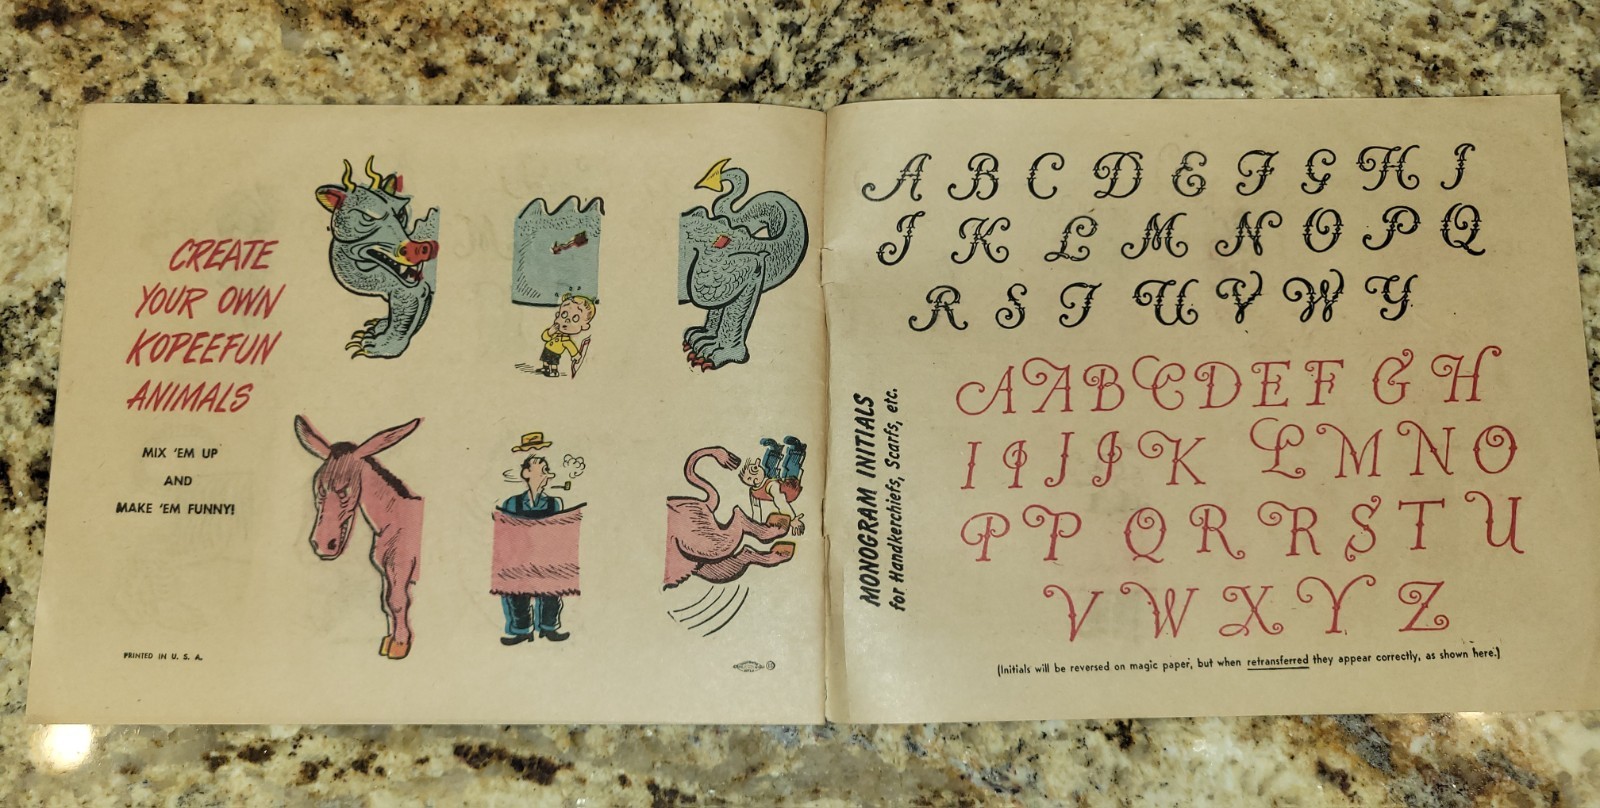 CREATE
YOUR OWN
KOPEEFUN
ANIMALS
MIX 'EM UP
AND
MAKE 'EM FUNNY!
PRINTED IN U. S. A.
MONOGRAM INITIALS
for Handkerchiefs, Scarfs, etc.
A B C D E F G H I
J K L M N O P Q
R S T U V W Y
A A B C D E F G H
I I J J K L M N O
P P Q R R S T U
V W X Y Z
(Initials will be reversed on magic paper, but when retransferred they appear correctly, as shown here.)